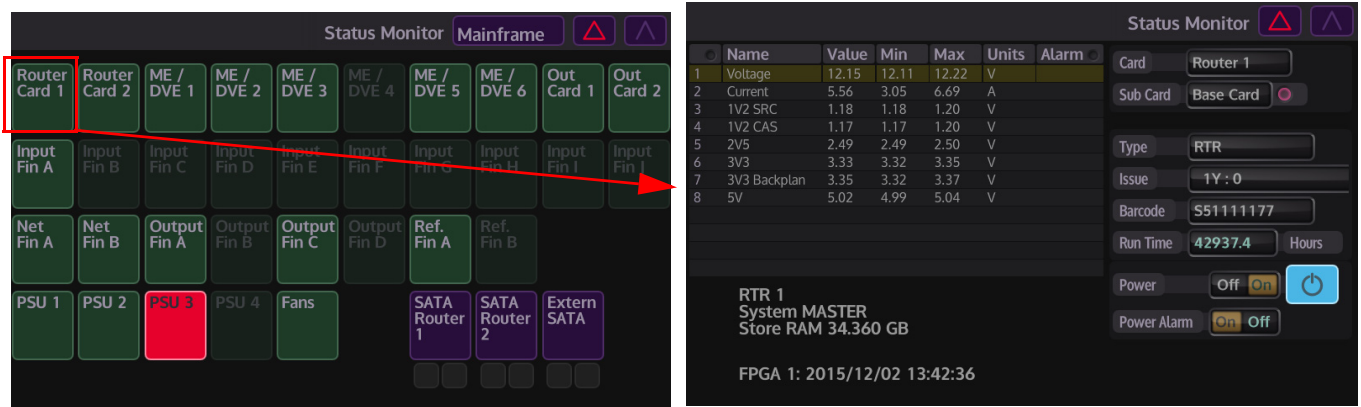 Status Monitor Mainframe
Router Card 1
Router Card 2
ME / DVE 1
ME / DVE 2
ME / DVE 3
ME / DVE 4
ME / DVE 5
ME / DVE 6
Out Card 1
Out Card 2
Input Fin A
Input Fin B
Input Fin C
Input Fin D
Input Fin E
Input Fin F
Input Fin G
Input Fin H
Input Fin I
Input Fin J
Net Fin A
Net Fin B
Output Fin A
Output Fin B
Output Fin C
Output Fin D
Ref. Fin A
Ref. Fin B
PSU 1
PSU 2
PSU 3
PSU 4
Fans
SATA Router 1
SATA Router 2
Extern SATA
Status Monitor
Name Value Min Max Units Alarm
1 Voltage 12.15 12.11 12.22 V
2 Current 5.56 3.05 6.69 A
3 1V2 SRC 1.18 1.18 1.20 V
4 1V2 CAS 1.17 1.17 1.20 V
5 2V5 2.49 2.49 2.50 V
6 3V3 3.33 3.32 3.35 V
7 3V3 Backplan 3.35 3.32 3.37 V
8 5V 5.02 4.99 5.04 V
RTR 1
System MASTER
Store RAM 34.360 GB
FPGA 1: 2015/12/02 13:42:36
Card Router 1
Sub Card Base Card
Type RTR
Issue 1Y : 0
Barcode S51111177
Run Time 42937.4 Hours
Power Off On
Power Alarm On Off